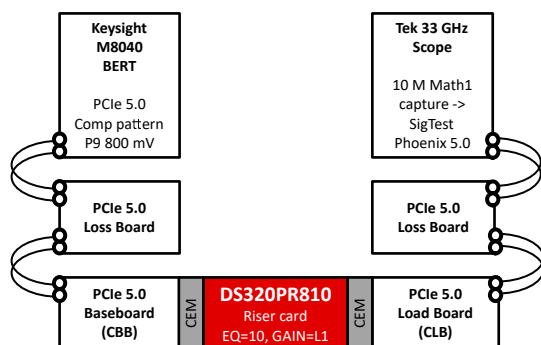 Keysight
M8040
BERT
PCIe 5.0
Comp pattern
P9 800 mV
Tek 33 GHz
Scope
10 M Math1
capture ->
SigTest
Phoenix 5.0
PCIe 5.0
Loss Board
PCIe 5.0
Loss Board
PCIe 5.0
Baseboard
(CBB)
CEM
DS320PR810
Riser card
EQ=10, GAIN=L1
CEM
PCIe 5.0
Load Board
(CLB)